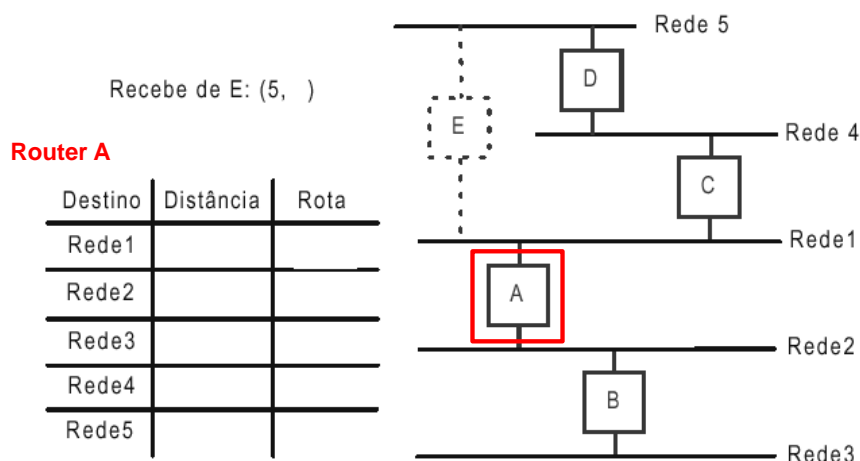 Rede 5
D
Recebe de E: (5, )
E
Rede 4
Router A
C
Destino Distância Rota
Rede1
Rede1
Rede2
A
Rede3
Rede2
Rede4
B
Rede5
Rede3